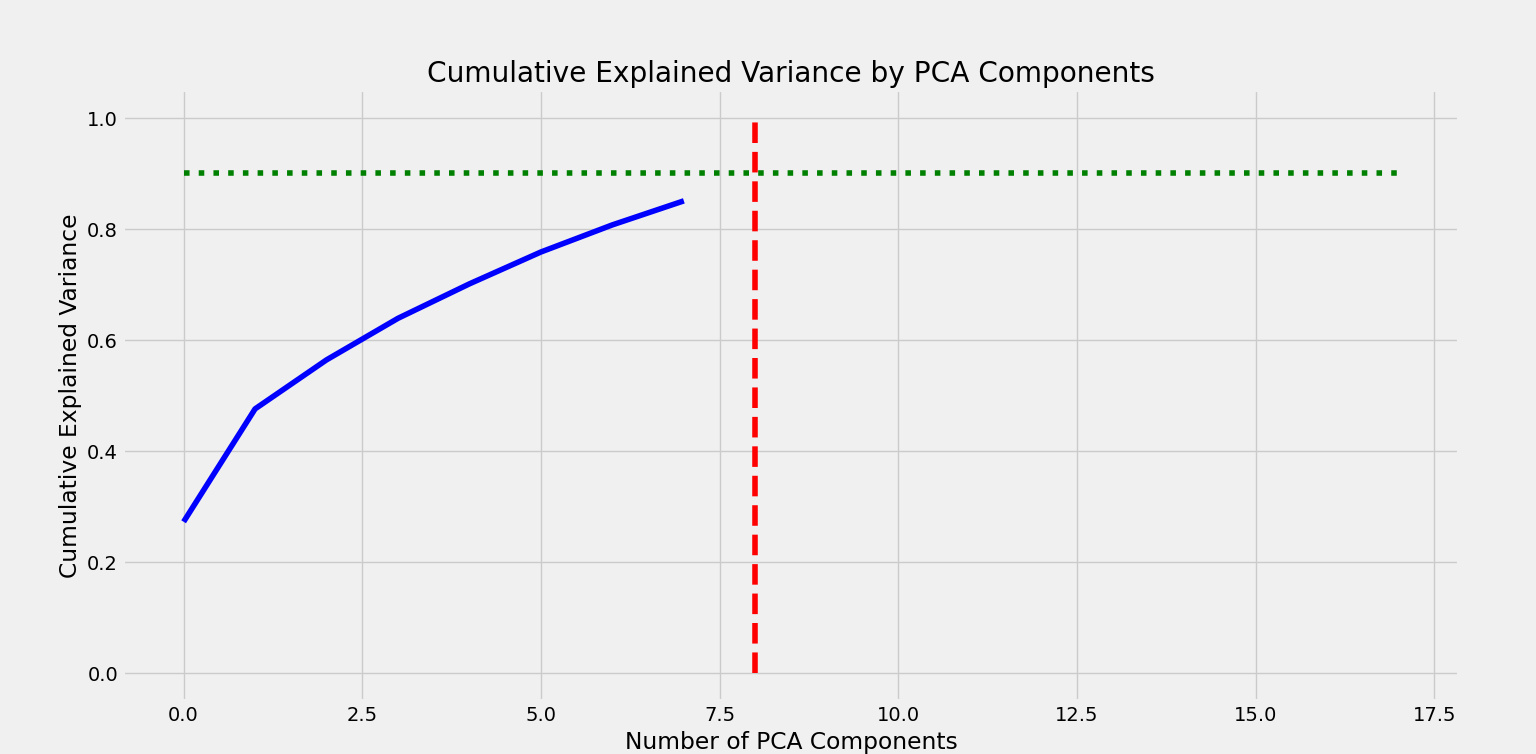 Cumulative Explained Variance by PCA Components
Cumulative Explained Variance
1.0
0.8
0.6
0.4
0.2
0.0
0.0 2.5 5.0 7.5 10.0 12.5 15.0 17.5
Number of PCA Components